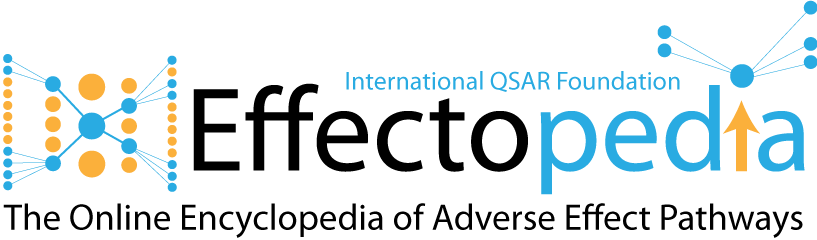 International QSAR Foundation
Effectopedia
The Online Encyclopedia of Adverse Effect Pathways